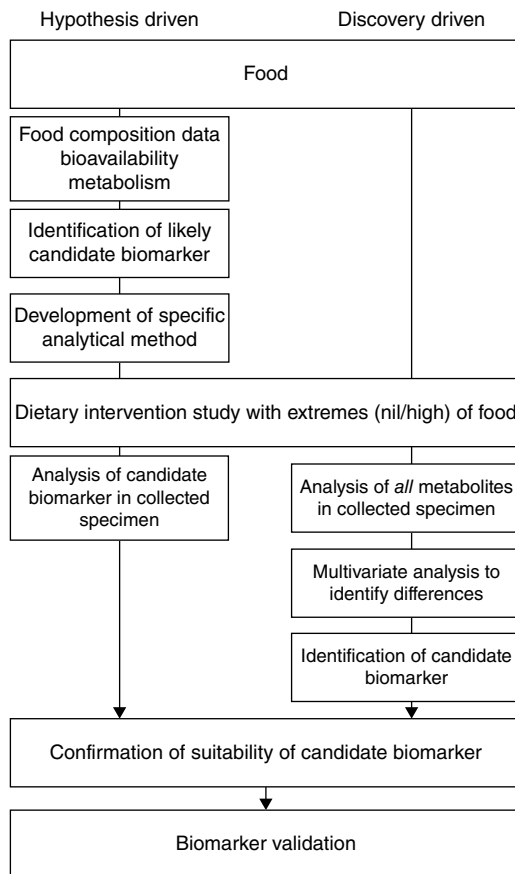 Hypothesis driven
Discovery driven
Food
Food composition data
bioavailability
metabolism
Identification of likely
candidate biomarker
Development of specific
analytical method
Dietary intervention study with extremes (nil/high) of food
Analysis of candidate
biomarker in collected
specimen
Analysis of all metabolites
in collected specimen
Multivariate analysis to
identify differences
Identification of candidate
biomarker
Confirmation of suitability of candidate biomarker
Biomarker validation